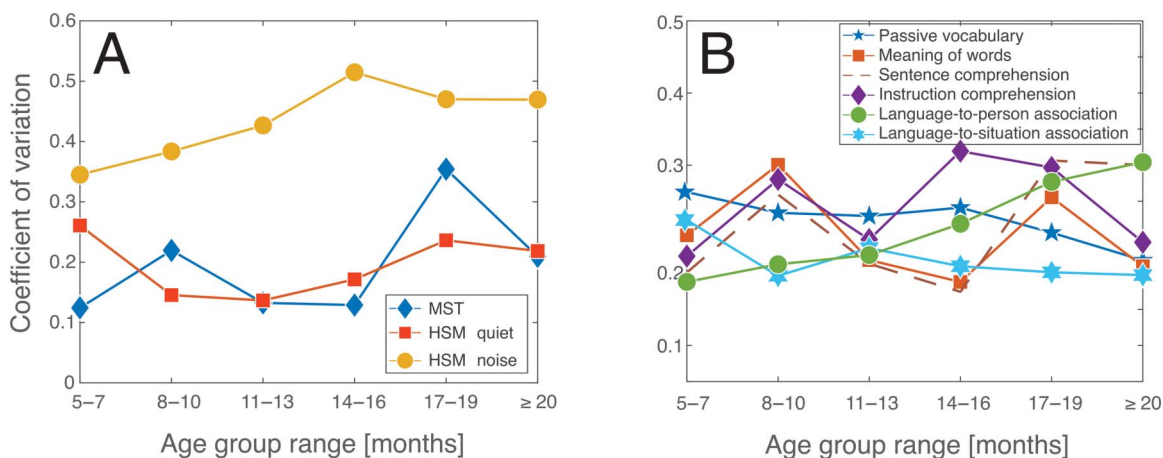 A
Coefficient of variation
0.6
0.5
0.4
0.3
0.2
0.1
0
MST
HSM quiet
HSM noise
5–7
8–10
11–13
14–16
17–19
≥ 20
Age group range [months]
B
0.5
0.4
0.3
0.2
0.1
Passive vocabulary
Meaning of words
Sentence comprehension
Instruction comprehension
Language-to-person association
Language-to-situation association
5–7
8–10
11–13
14–16
17–19
≥ 20
Age group range [months]